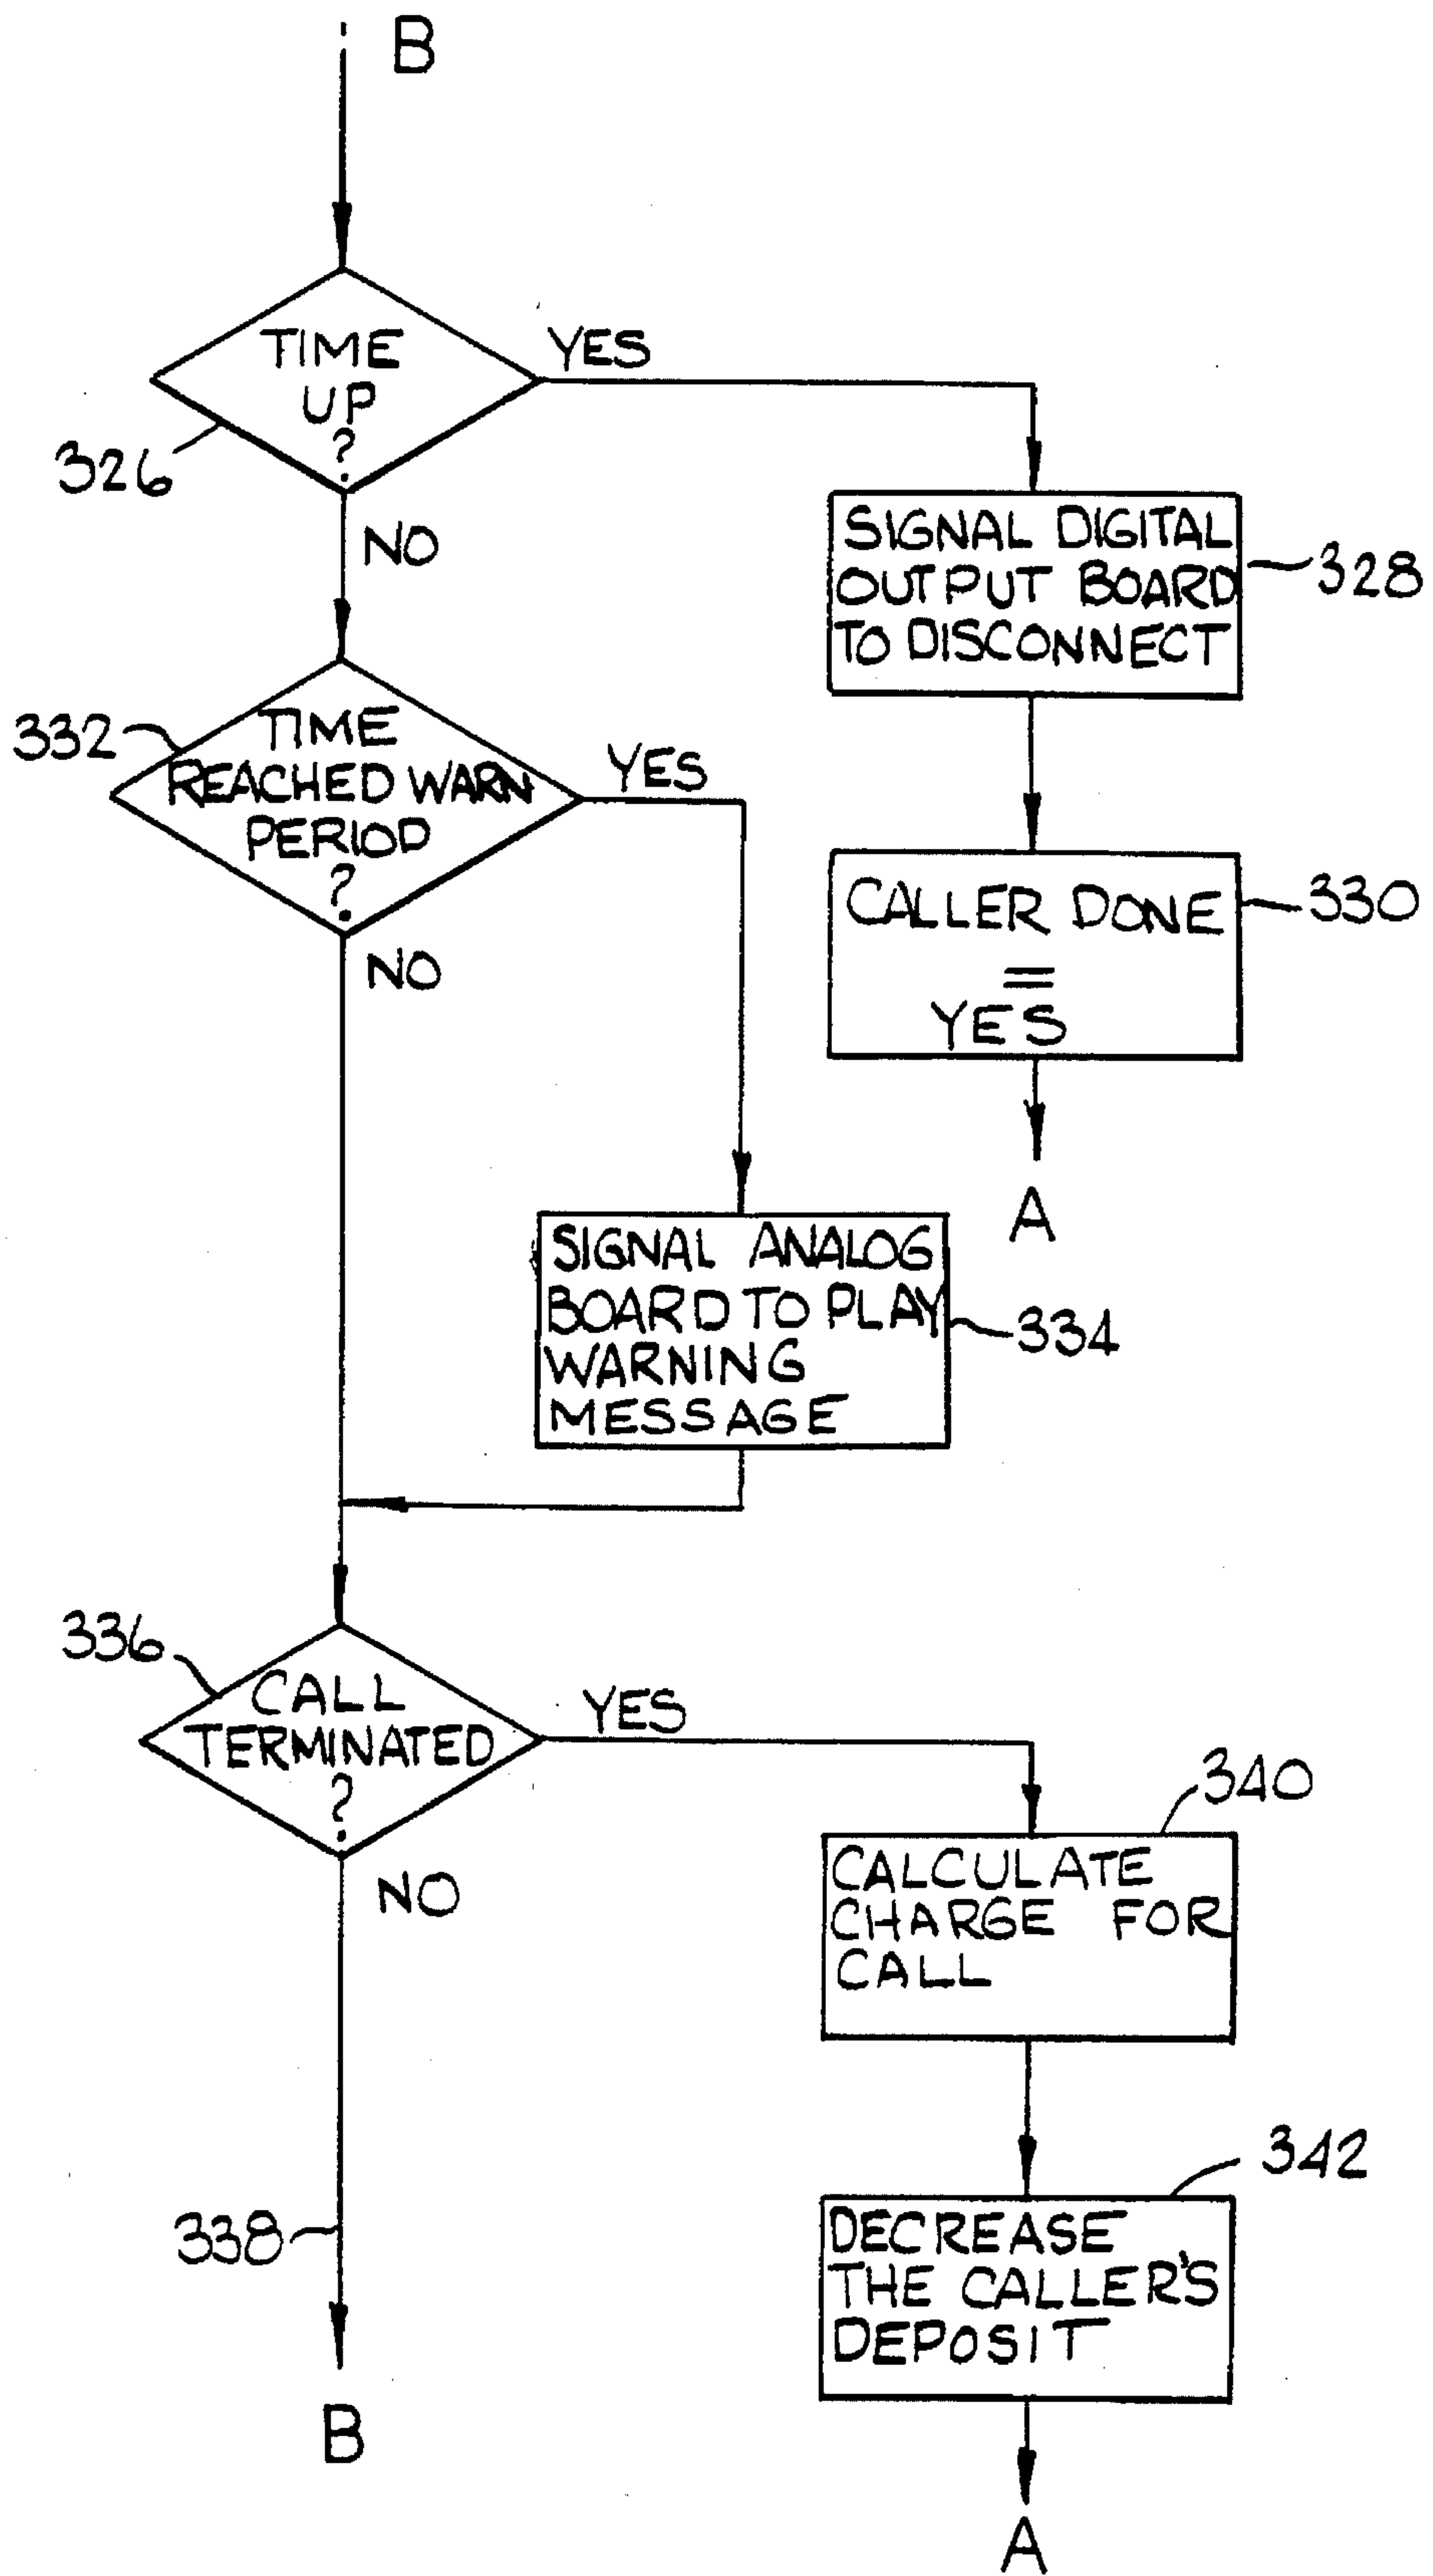 B
TIME
UP
?
YES
326
NO
SIGNAL DIGITAL
OUTPUT BOARD
TO DISCONNECT
328
332
TIME
REACHED WARN
PERIOD
?
YES
NO
CALLER DONE
=
YES
330
A
SIGNAL ANALOG
BOARD TO PLAY
WARNING
MESSAGE
334
336
CALL
TERMINATED
?
YES
NO
340
CALCULATE
CHARGE FOR
CALL
342
DECREASE
THE CALLER'S
DEPOSIT
338
B
A